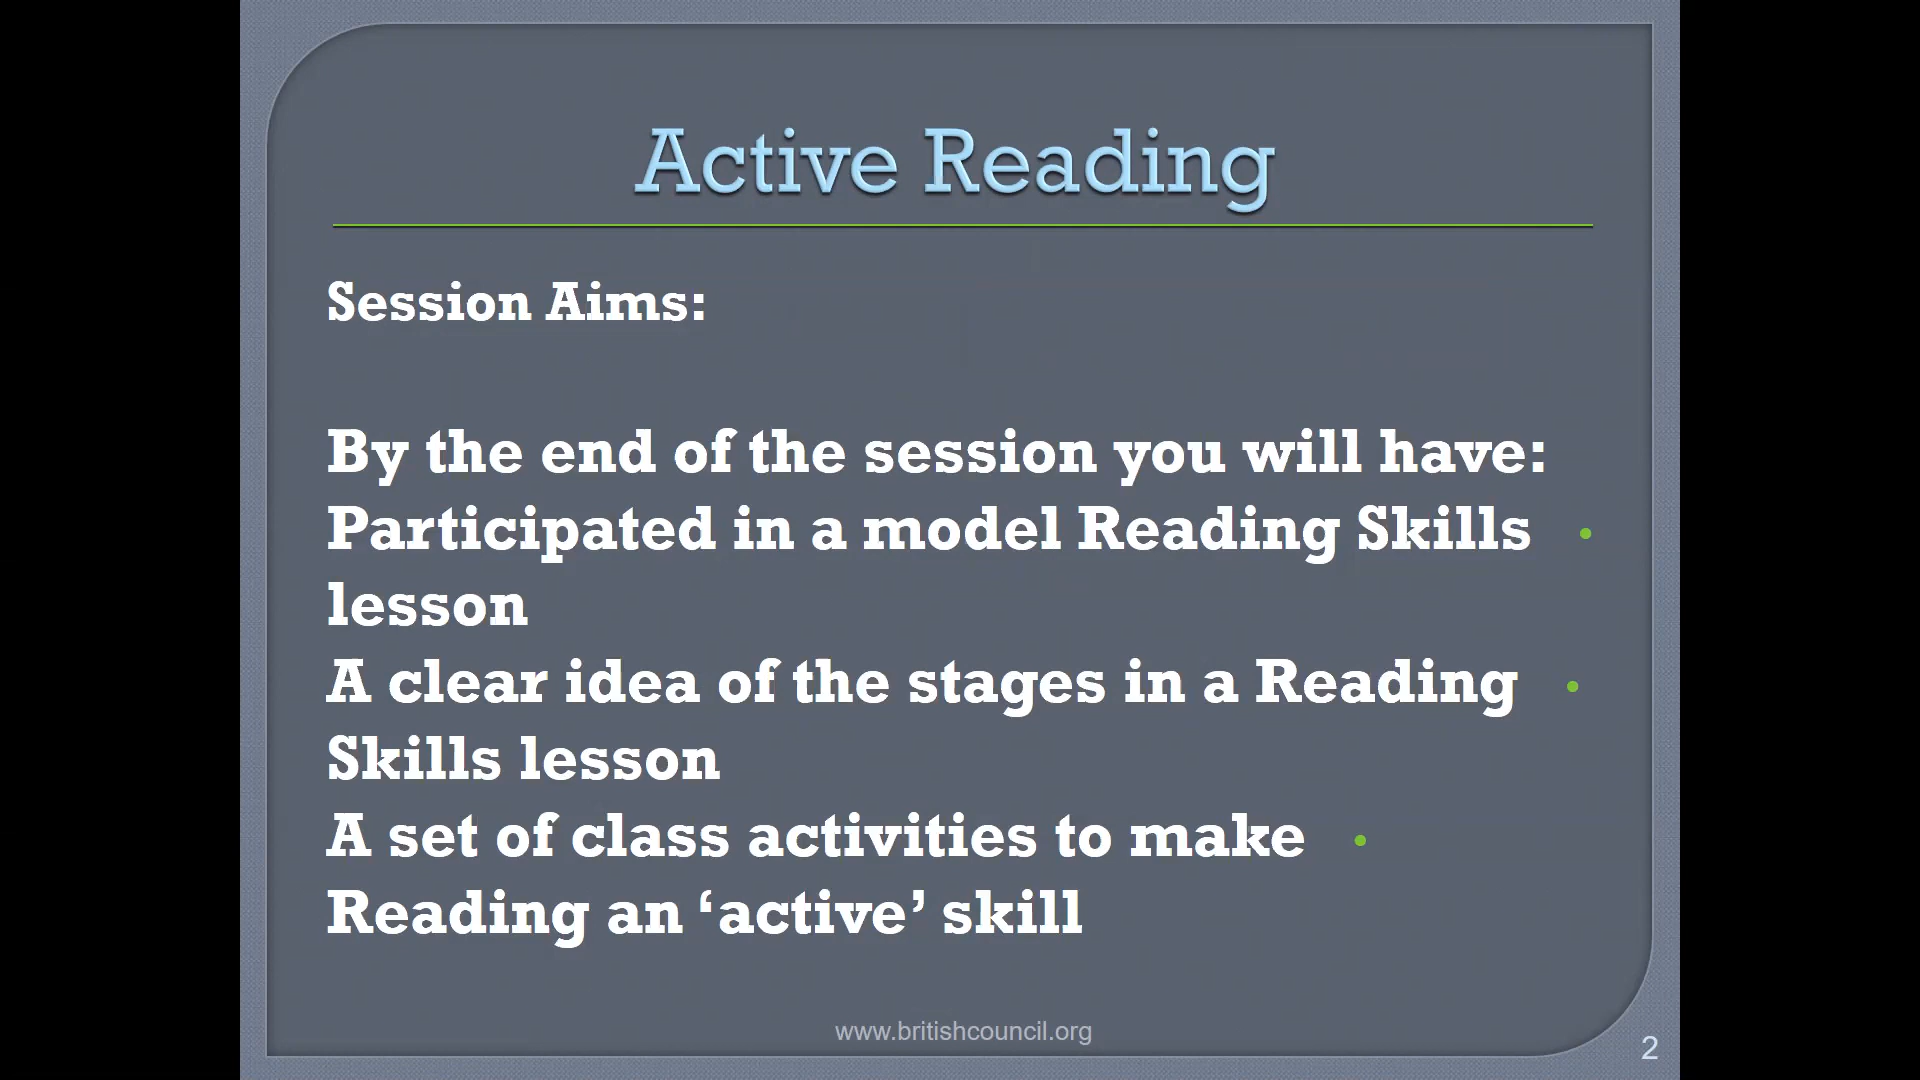 Active Reading
Session Aims:
By the end of the session you will have:
Participated in a model Reading Skills •
lesson
A clear idea of the stages in a Reading •
Skills lesson
A set of class activities to make •
Reading an ‘active’ skill
www.britishcouncil.org
2